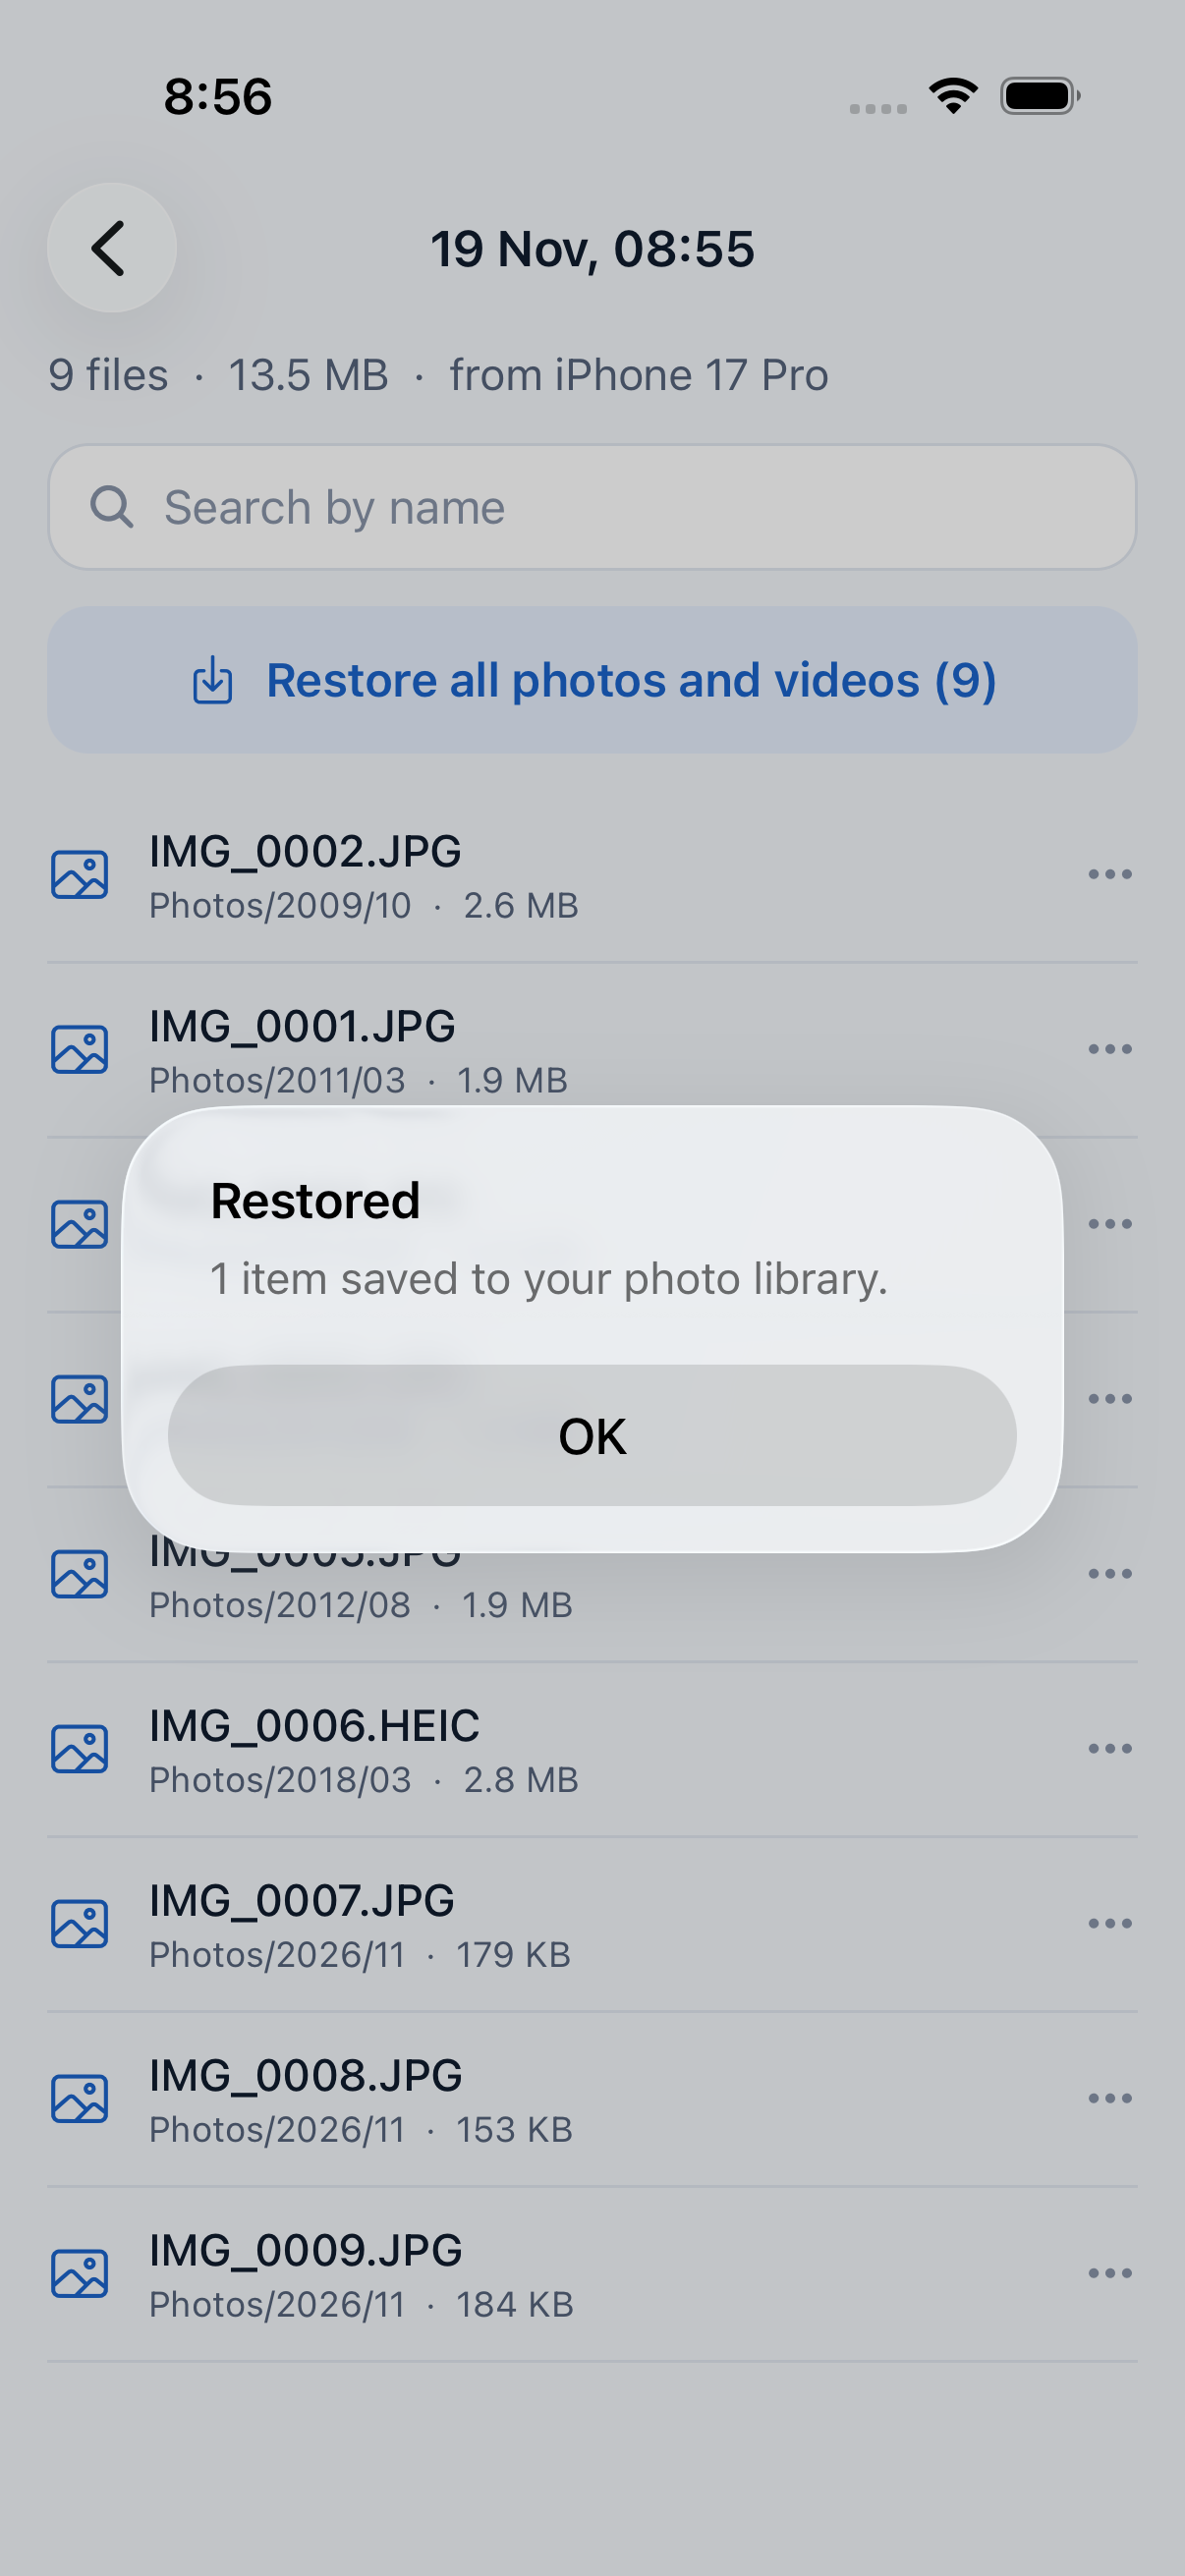 8:56
19 Nov, 08:55
9 files · 13.5 MB · from iPhone 17 Pro
Search by name
Restore all photos and videos (9)
IMG_0002.JPG
Photos/2009/10 · 2.6 MB
IMG_0001.JPG
Photos/2011/03 · 1.9 MB
Restored
1 item saved to your photo library.
OK
Photos/2012/08 · 1.9 MB
IMG_0006.HEIC
Photos/2018/03 · 2.8 MB
IMG_0007.JPG
Photos/2026/11 · 179 KB
IMG_0008.JPG
Photos/2026/11 · 153 KB
IMG_0009.JPG
Photos/2026/11 · 184 KB